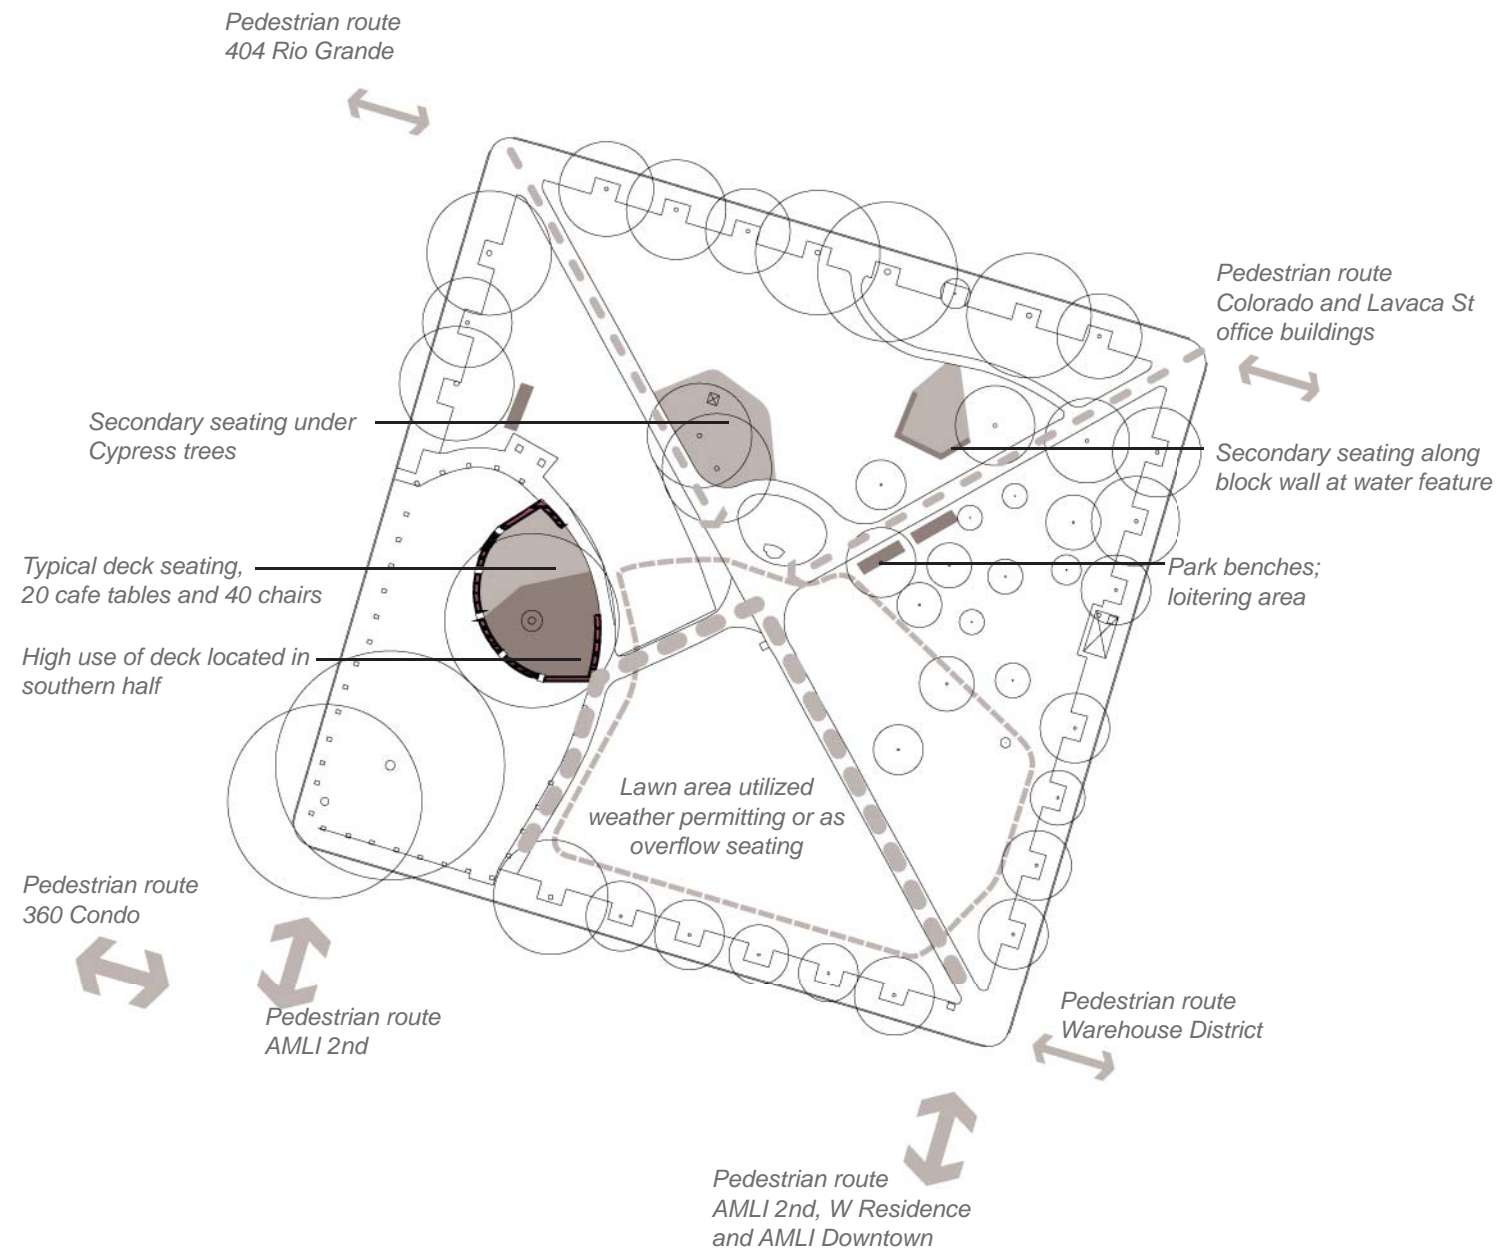 Pedestrian route
404 Rio Grande
Pedestrian route
Colorado and Lavaca St
office buildings
Secondary seating under
Cypress trees
Secondary seating along
block wall at water feature
Typical deck seating,
20 cafe tables and 40 chairs
Park benches;
loitering area
High use of deck located in
southern half
Lawn area utilized
weather permitting or as
overflow seating
Pedestrian route
360 Condo
Pedestrian route
AMLI 2nd
Pedestrian route
Warehouse District
Pedestrian route
AMLI 2nd, W Residence
and AMLI Downtown